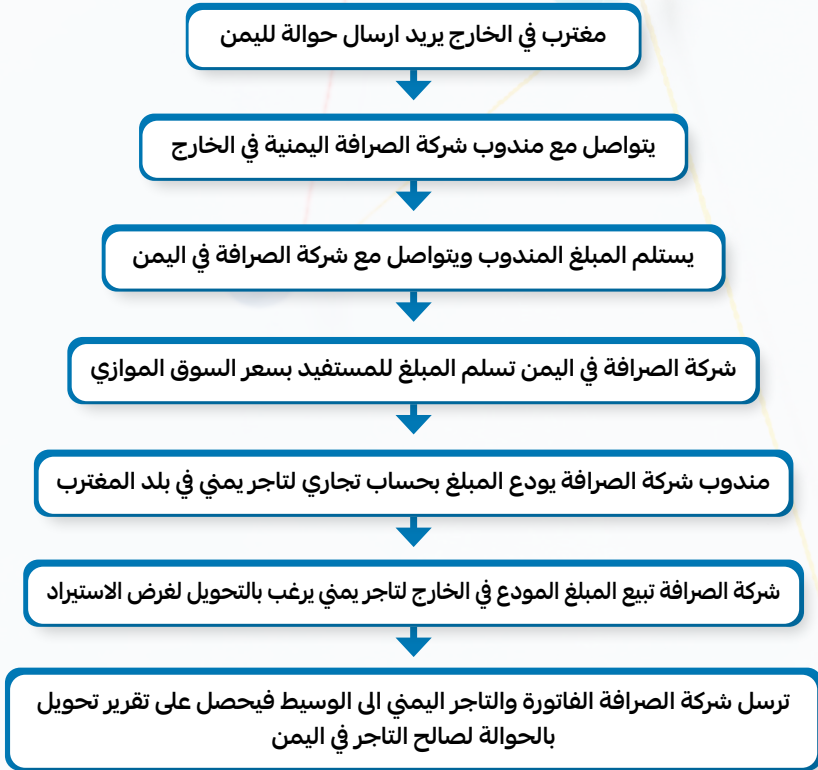 مغترب في الخارج يريد ارسال حوالة لليمن
يتواصل مع مندوب شركة الصرافة اليمنية في الخارج
يستلم المبلغ المندوب ويتواصل مع شركة الصرافة في اليمن
شركة الصرافة في اليمن تسلم المبلغ للمستفيد بسعر السوق الموازي
مندوب شركة الصرافة يودع المبلغ بحساب تجاري لتاجر يمني في بلد المغترب
شركة الصرافة تبيع المبلغ المودع في الخارج لتاجر يمني يرغب بالتحويل لغرض الاستيراد
ترسل شركة الصرافة الفاتورة والتاجر اليمني الى الوسيط فيحصل على تقرير تحويل
بالحوالة لصالح التاجر في اليمن